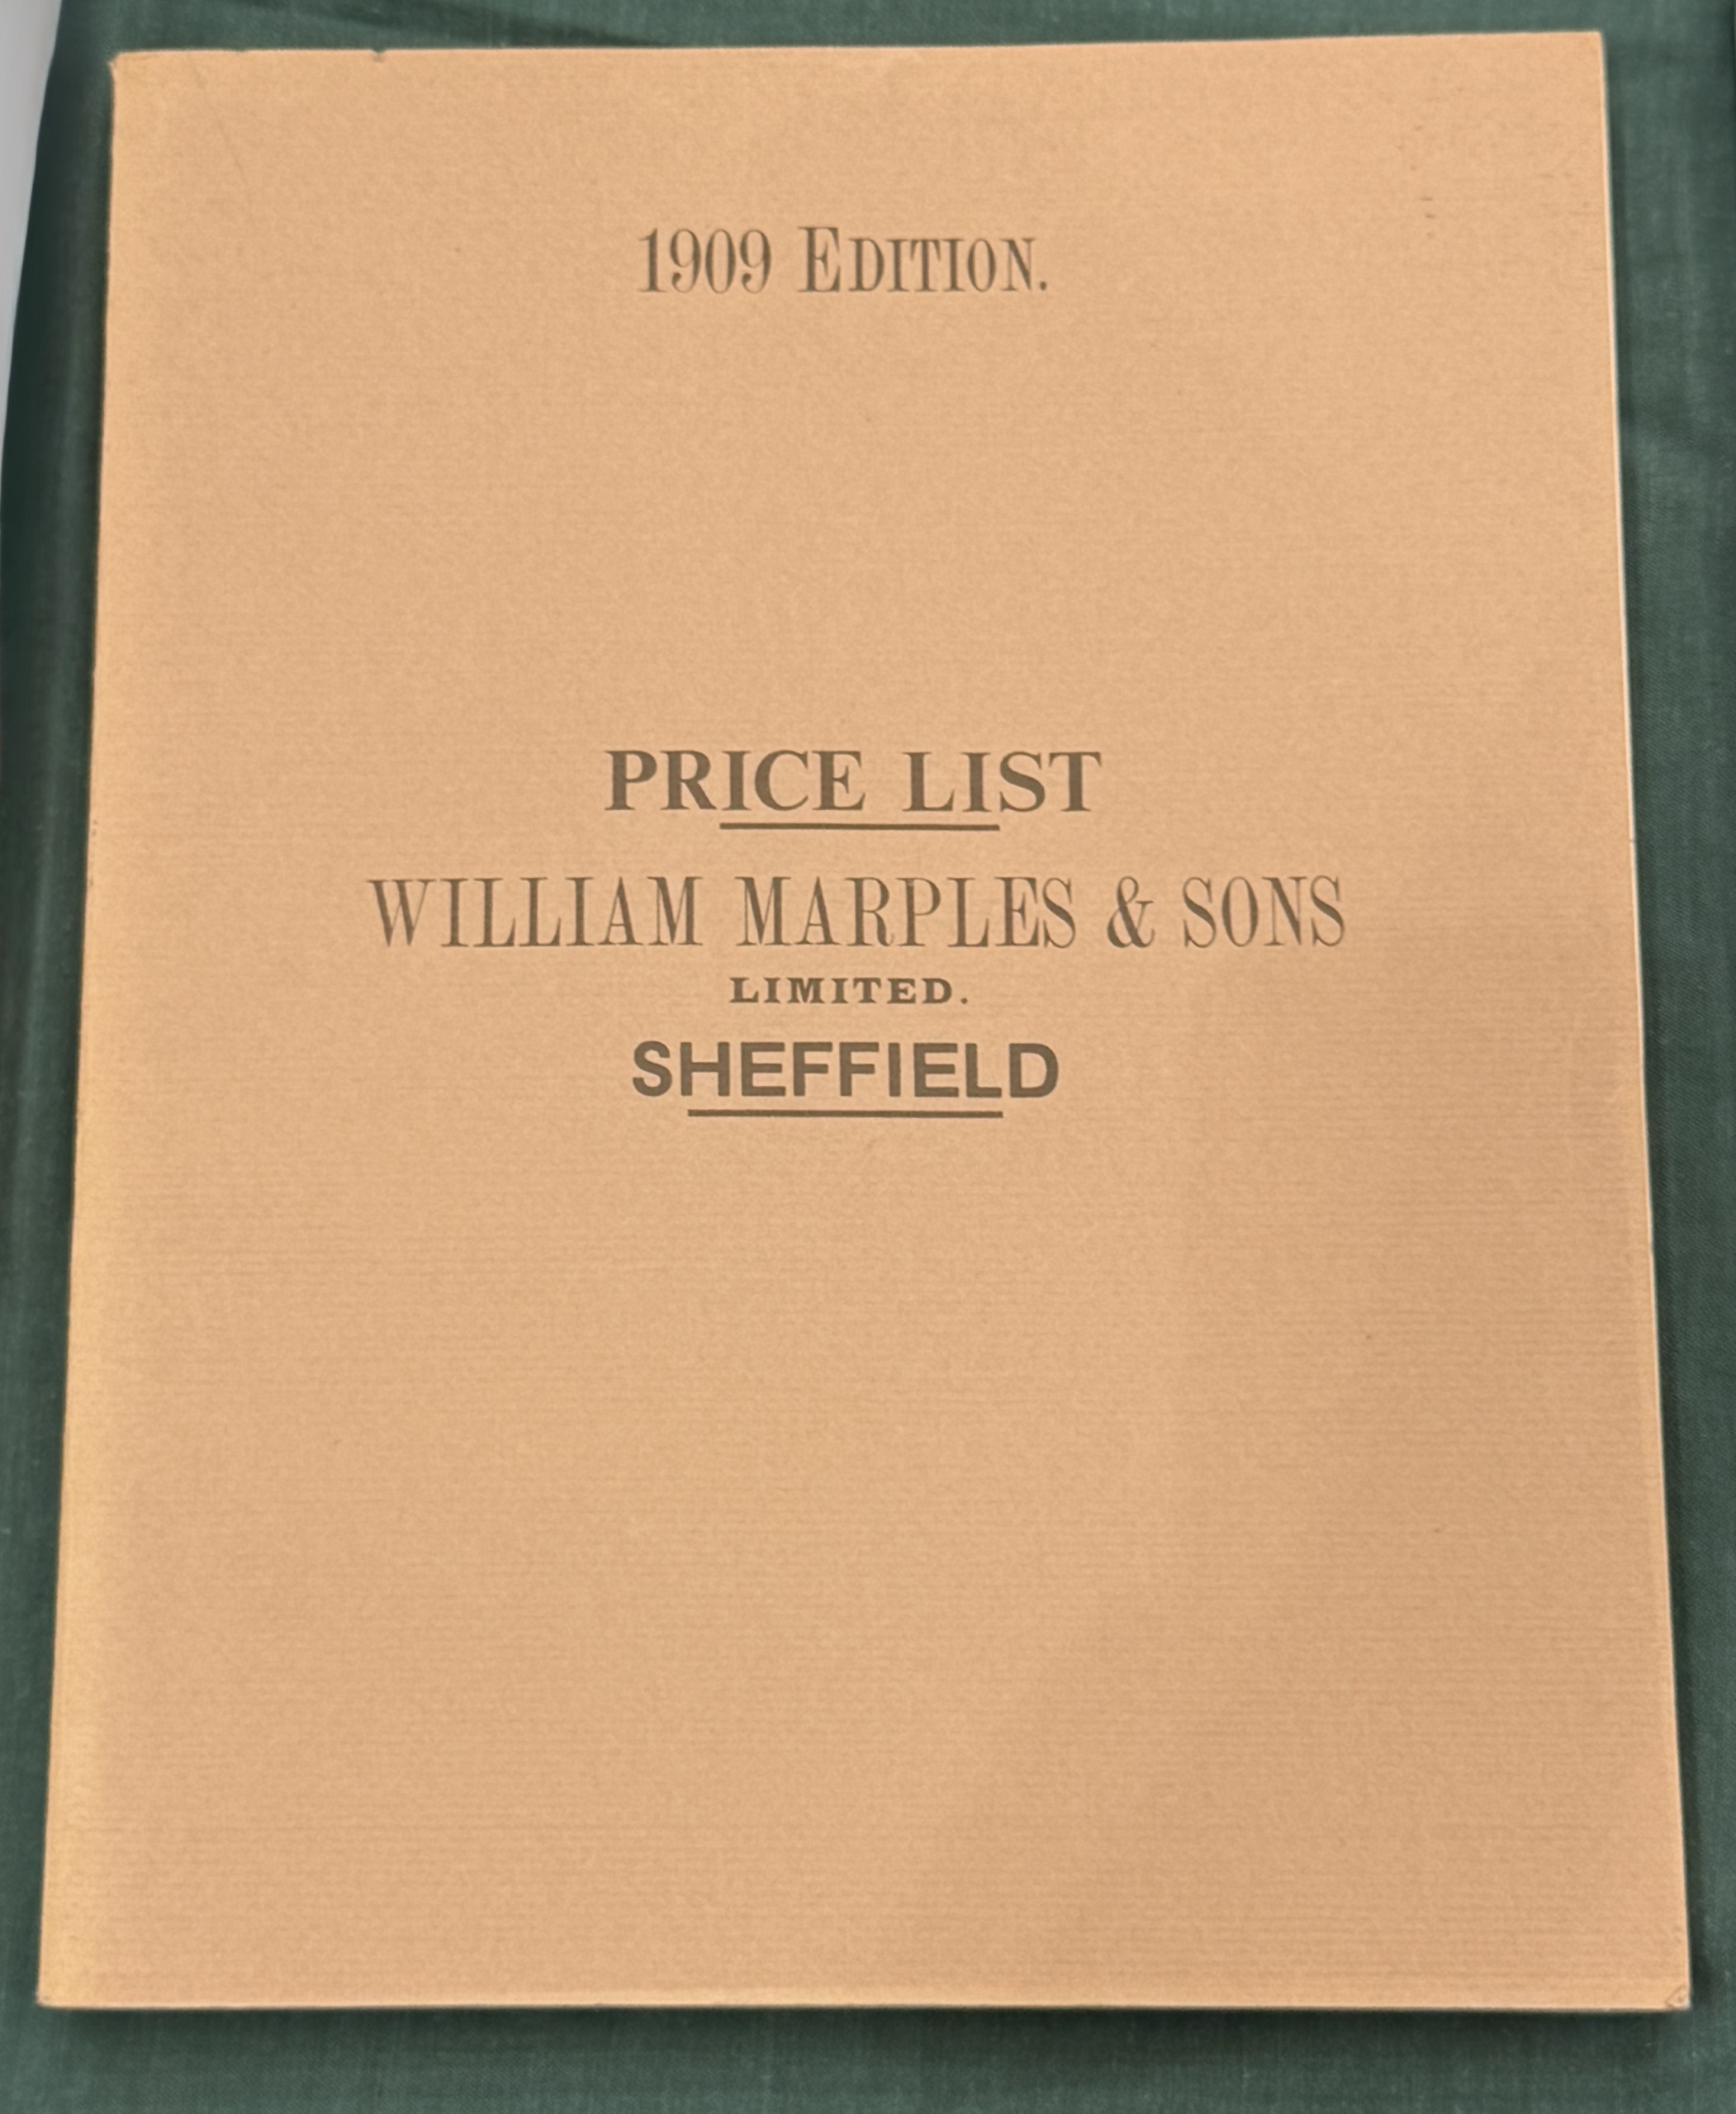 1909 EDITION.
PRICE LIST
WILLIAM MARPLES & SONS
LIMITED.
SHEFFIELD